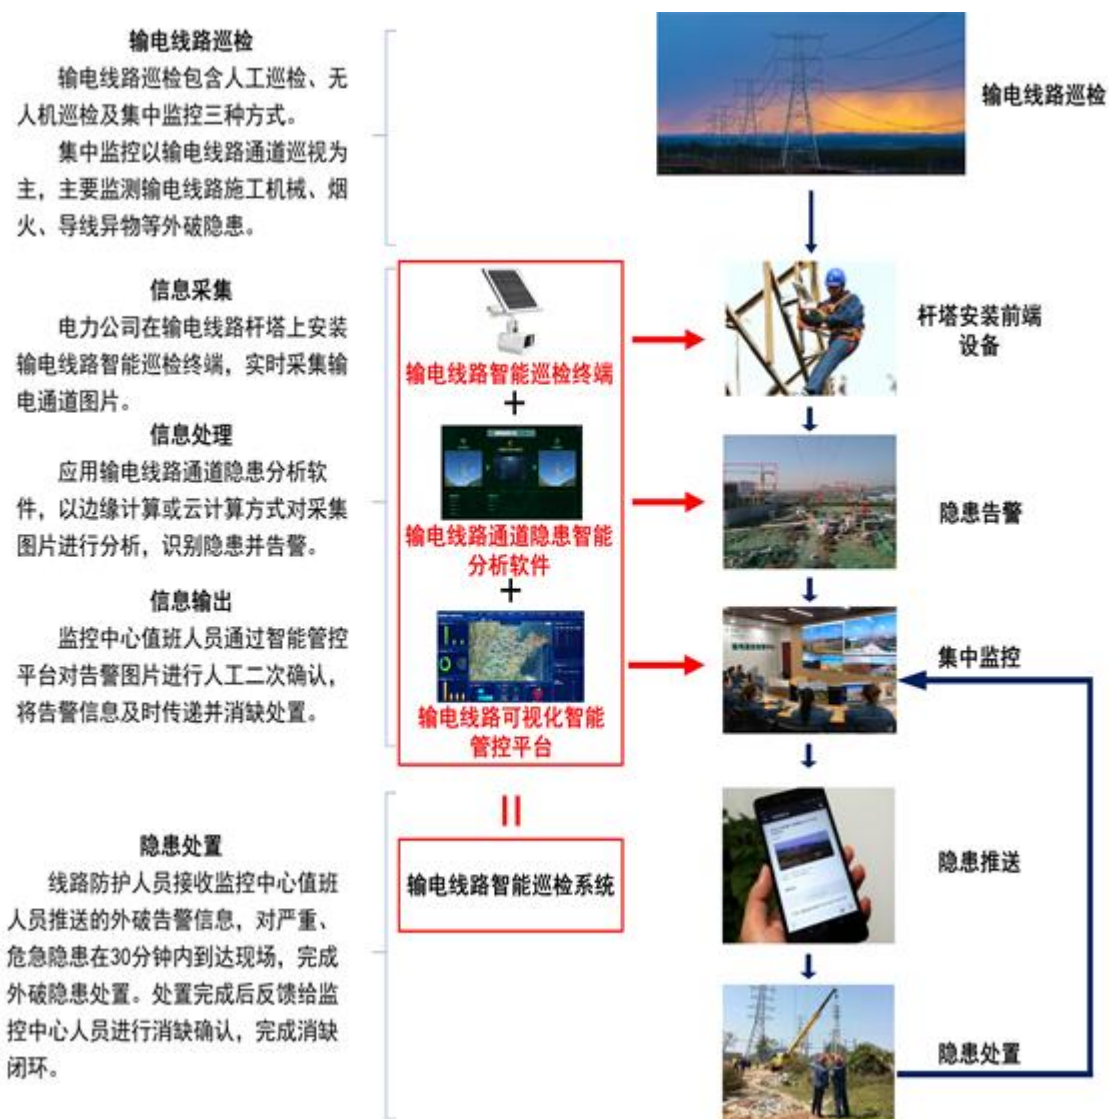 输电线路巡检
输电线路巡检包含人工巡检、无
人机巡检及集中监控三种方式。
集中监控以输电线路通道巡视为
主，主要监测输电线路施工机械、烟
火、导线异物等外破隐患。
信息采集
电力公司在输电线路杆塔上安装
输电线路智能巡检终端，实时采集输
电通道图片。
信息处理
应用输电线路通道隐患分析软
件，以边缘计算或云计算方式对采集
图片进行分析，识别隐患并告警。
信息输出
监控中心值班人员通过智能管控
平台对告警图片进行人工二次确认，
将告警信息及时传递并消缺处置。
隐患处置
线路防护人员接收监控中心值班
人员推送的外破告警信息，对严重、
危急隐患在30分钟内到达现场，完成
外破隐患处置。处置完成后反馈给监
控中心人员进行消缺确认，完成消缺
闭环。
输电线路智能巡检终端
+
输电线路通道隐患智能
分析软件
+
输电线路可视化智能
管控平台
输电线路智能巡检系统
输电线路巡检
杆塔安装前端
设备
隐患告警
集中监控
隐患推送
隐患处置